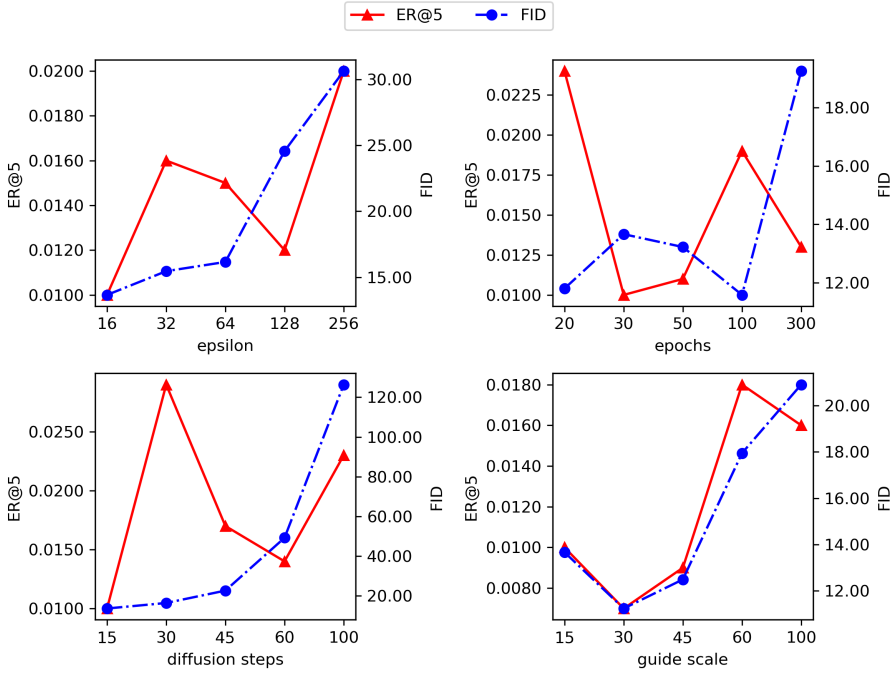 ER@5 FID
0.0200
0.0180
0.0160
0.0140
0.0120
0.0100
ER@5
30.00
25.00
20.00
15.00
FID
16 32 64 128 256
epsilon
0.0225
0.0200
0.0175
0.0150
0.0125
0.0100
ER@5
18.00
16.00
14.00
12.00
FID
20 30 50 100 300
epochs
0.0250
0.0200
0.0150
0.0100
ER@5
120.00
100.00
80.00
60.00
40.00
20.00
FID
15 30 45 60 100
diffusion steps
0.0180
0.0160
0.0140
0.0120
0.0100
0.0080
ER@5
20.00
18.00
16.00
14.00
12.00
FID
15 30 45 60 100
guide scale